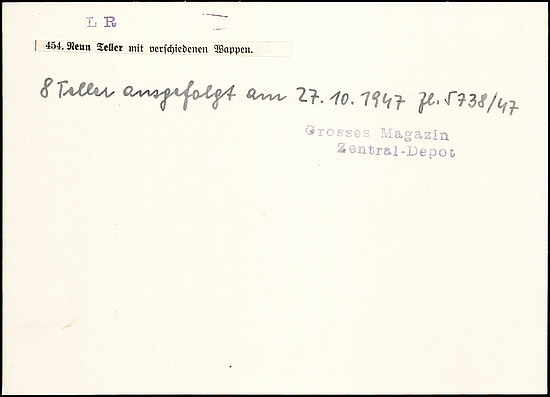 L R
454. Neun Teller mit verschiedenen Wappen.
8 Teller ausgefolgt am 27.10.1947 Zl. 5738/47
Grosses Magazin
Zentral-Depot